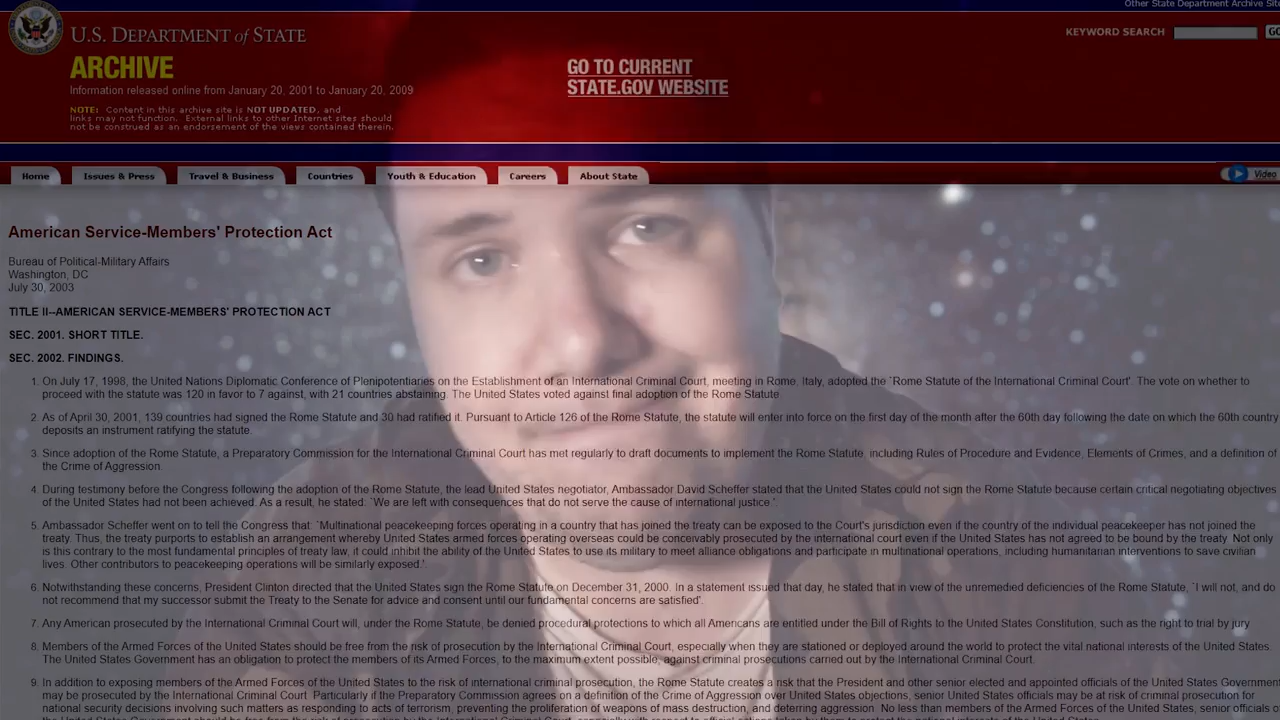 Other State Department Archive Site
U.S. DEPARTMENT of STATE
KEYWORD SEARCH
GO
ARCHIVE
GO TO CURRENT
STATE.GOV WEBSITE
Information released online from January 20, 2001 to January 20, 2009
NOTE: Content in this archive site is NOT UPDATED, and
links may not function. External links to other Internet sites should
not be construed as an endorsement of the views contained therein.
Home Issues & Press Travel & Business Countries Youth & Education Careers About State Video
American Service-Members' Protection Act
Bureau of Political-Military Affairs
Washington, DC
July 30, 2003
TITLE II--AMERICAN SERVICE-MEMBERS' PROTECTION ACT
SEC. 2001. SHORT TITLE.
SEC. 2002. FINDINGS.
1. On July 17, 1998, the United Nations Diplomatic Conference of Plenipotentiaries on the Establishment of an International Criminal Court, meeting in Rome, Italy, adopted the `Rome Statute of the International Criminal Court'. The vote on whether to
proceed with the statute was 120 in favor to 7 against, with 21 countries abstaining. The United States voted against final adoption of the Rome Statute.
2. As of April 30, 2001, 139 countries had signed the Rome Statute and 30 had ratified it. Pursuant to Article 126 of the Rome Statute, the statute will enter into force on the first day of the month after the 60th day following the date on which the 60th country
deposits an instrument ratifying the statute.
3. Since adoption of the Rome Statute, a Preparatory Commission for the International Criminal Court has met regularly to draft documents to implement the Rome Statute, including Rules of Procedure and Evidence, Elements of Crimes, and a definition of
the Crime of Aggression.
4. During testimony before the Congress following the adoption of the Rome Statute, the lead United States negotiator, Ambassador David Scheffer stated that the United States could not sign the Rome Statute because certain critical negotiating objectives
of the United States had not been achieved. As a result, he stated: `We are left with consequences that do not serve the cause of international justice.'.
5. Ambassador Scheffer went on to tell the Congress that: `Multinational peacekeeping forces operating in a country that has joined the treaty can be exposed to the Court's jurisdiction even if the country of the individual peacekeeper has not joined the
treaty. Thus, the treaty purports to establish an arrangement whereby United States armed forces operating overseas could be conceivably prosecuted by the international court even if the United States has not agreed to be bound by the treaty. Not only
is this contrary to the most fundamental principles of treaty law, it could inhibit the ability of the United States to use its military to meet alliance obligations and participate in multinational operations, including humanitarian interventions to save civilian
lives. Other contributors to peacekeeping operations will be similarly exposed.'.
6. Notwithstanding these concerns, President Clinton directed that the United States sign the Rome Statute on December 31, 2000. In a statement issued that day, he stated that in view of the unremedied deficiencies of the Rome Statute, `I will not, and do
not recommend that my successor submit the Treaty to the Senate for advice and consent until our fundamental concerns are satisfied'.
7. Any American prosecuted by the International Criminal Court will, under the Rome Statute, be denied procedural protections to which all Americans are entitled under the Bill of Rights to the United States Constitution, such as the right to trial by jury.
8. Members of the Armed Forces of the United States should be free from the risk of prosecution by the International Criminal Court, especially when they are stationed or deployed around the world to protect the vital national interests of the United States.
The United States Government has an obligation to protect the members of its Armed Forces, to the maximum extent possible, against criminal prosecutions carried out by the International Criminal Court.
9. In addition to exposing members of the Armed Forces of the United States to the risk of international criminal prosecution, the Rome Statute creates a risk that the President and other senior elected and appointed officials of the United States Government
may be prosecuted by the International Criminal Court. Particularly if the Preparatory Commission agrees on a definition of the Crime of Aggression over United States objections, senior United States officials may be at risk of criminal prosecution for
national security decisions involving such matters as responding to acts of terrorism, preventing the proliferation of weapons of mass destruction, and deterring aggression. No less than members of the Armed Forces of the United States, senior officials o